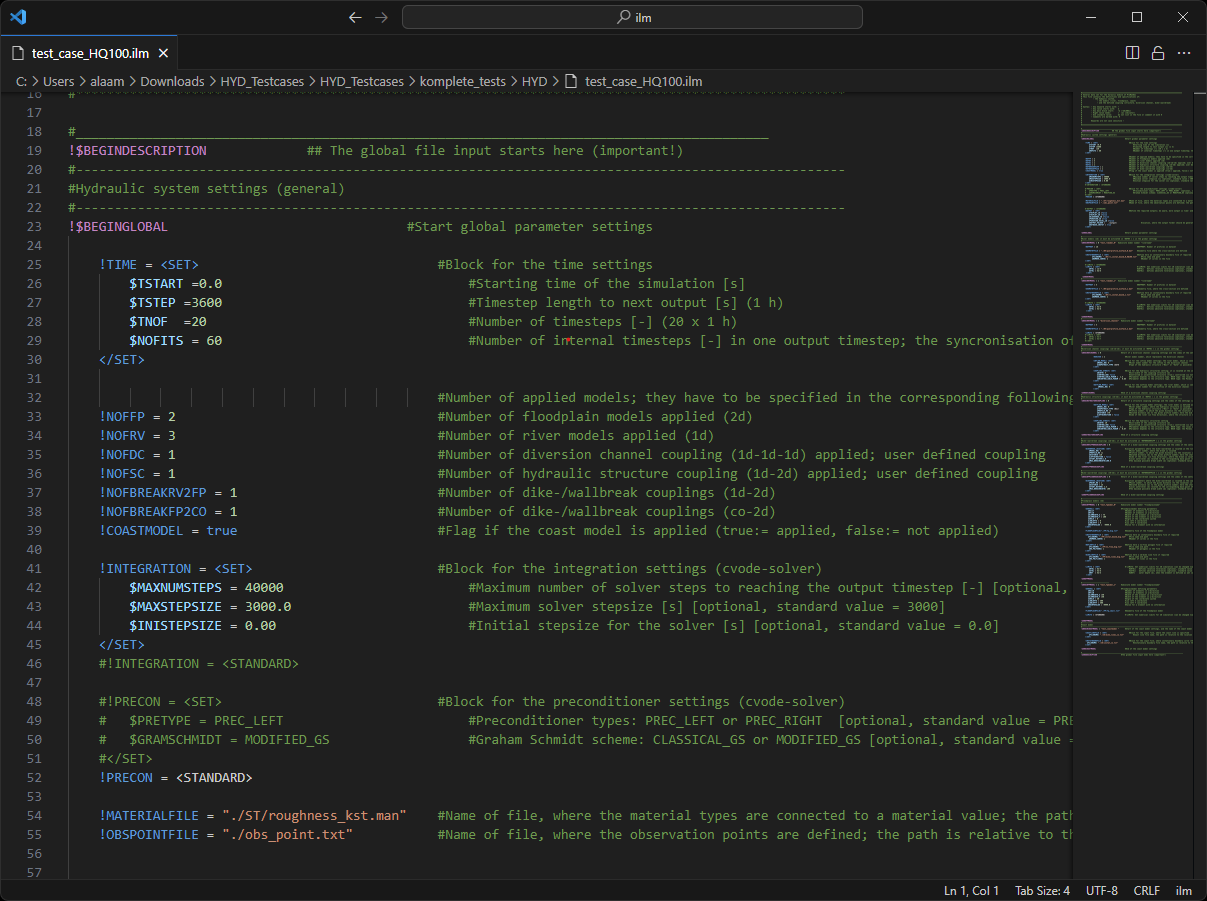 ilm
test_case_HQ100.ilm
C: > Users > alaam > Downloads > HYD_Testcases > HYD_Testcases > komplete_tests > HYD > test_case_HQ100.ilm
16
17
18 #__________________________________________________________________________________________
19 !$BEGINDESCRIPTION ## The global file input starts here (important!)
20 #----------------------------------------------------------------------------------------------------
21 #Hydraulic system settings (general)
22 #----------------------------------------------------------------------------------------------------
23 !$BEGINGLOBAL #Start global parameter settings
24
25 !TIME = <SET> #Block for the time settings
26 $TSTART =0.0 #Starting time of the simulation [s]
27 $TSTEP =3600 #Timestep length to next output [s] (1 h)
28 $TNOF =20 #Number of timesteps [-] (20 x 1 h)
29 $NOFITS = 60 #Number of internal timesteps [-] in one output timestep; the syncronisation of
30 </SET>
31
32 #Number of applied models; they have to be specified in the corresponding following
33 !NOFFP = 2 #Number of floodplain models applied (2d)
34 !NOFRV = 3 #Number of river models applied (1d)
35 !NOFDC = 1 #Number of diversion channel coupling (1d-1d-1d) applied; user defined coupling
36 !NOFSC = 1 #Number of hydraulic structure coupling (1d-2d) applied; user defined coupling
37 !NOFBREAKRV2FP = 1 #Number of dike-/wallbreak couplings (1d-2d)
38 !NOFBREAKFP2CO = 1 #Number of dike-/wallbreak couplings (co-2d)
39 !COASTMODEL = true #Flag if the coast model is applied (true:= applied, false:= not applied)
40
41 !INTEGRATION = <SET> #Block for the integration settings (cvode-solver)
42 $MAXNUMSTEPS = 40000 #Maximum number of solver steps to reaching the output timestep [-] [optional,
43 $MAXSTEPSIZE = 3000.0 #Maximum solver stepsize [s] [optional, standard value = 3000]
44 $INISTEPSIZE = 0.00 #Initial stepsize for the solver [s] [optional, standard value = 0.0]
45 </SET>
46 #!INTEGRATION = <STANDARD>
47
48 #!PRECON = <SET> #Block for the preconditioner settings (cvode-solver)
49 # $PRETYPE = PREC_LEFT #Preconditioner types: PREC_LEFT or PREC_RIGHT [optional, standard value = PRE
50 # $GRAMSCHMIDT = MODIFIED_GS #Graham Schmidt scheme: CLASSICAL_GS or MODIFIED_GS [optional, standard value =
51 #</SET>
52 !PRECON = <STANDARD>
53
54 !MATERIALFILE = "./ST/roughness_kst.man" #Name of file, where the material types are connected to a material value; the path
55 !OBSPOINTFILE = "./obs_point.txt" #Name of file, where the observation points are defined; the path is relative to th
56
57
Ln 1, Col 1 Tab Size: 4 UTF-8 CRLF ilm